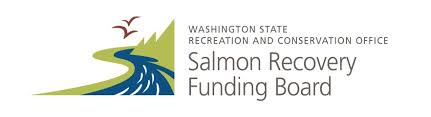 WASHINGTON STATE
RECREATION AND CONSERVATION OFFICE
Salmon Recovery
Funding Board